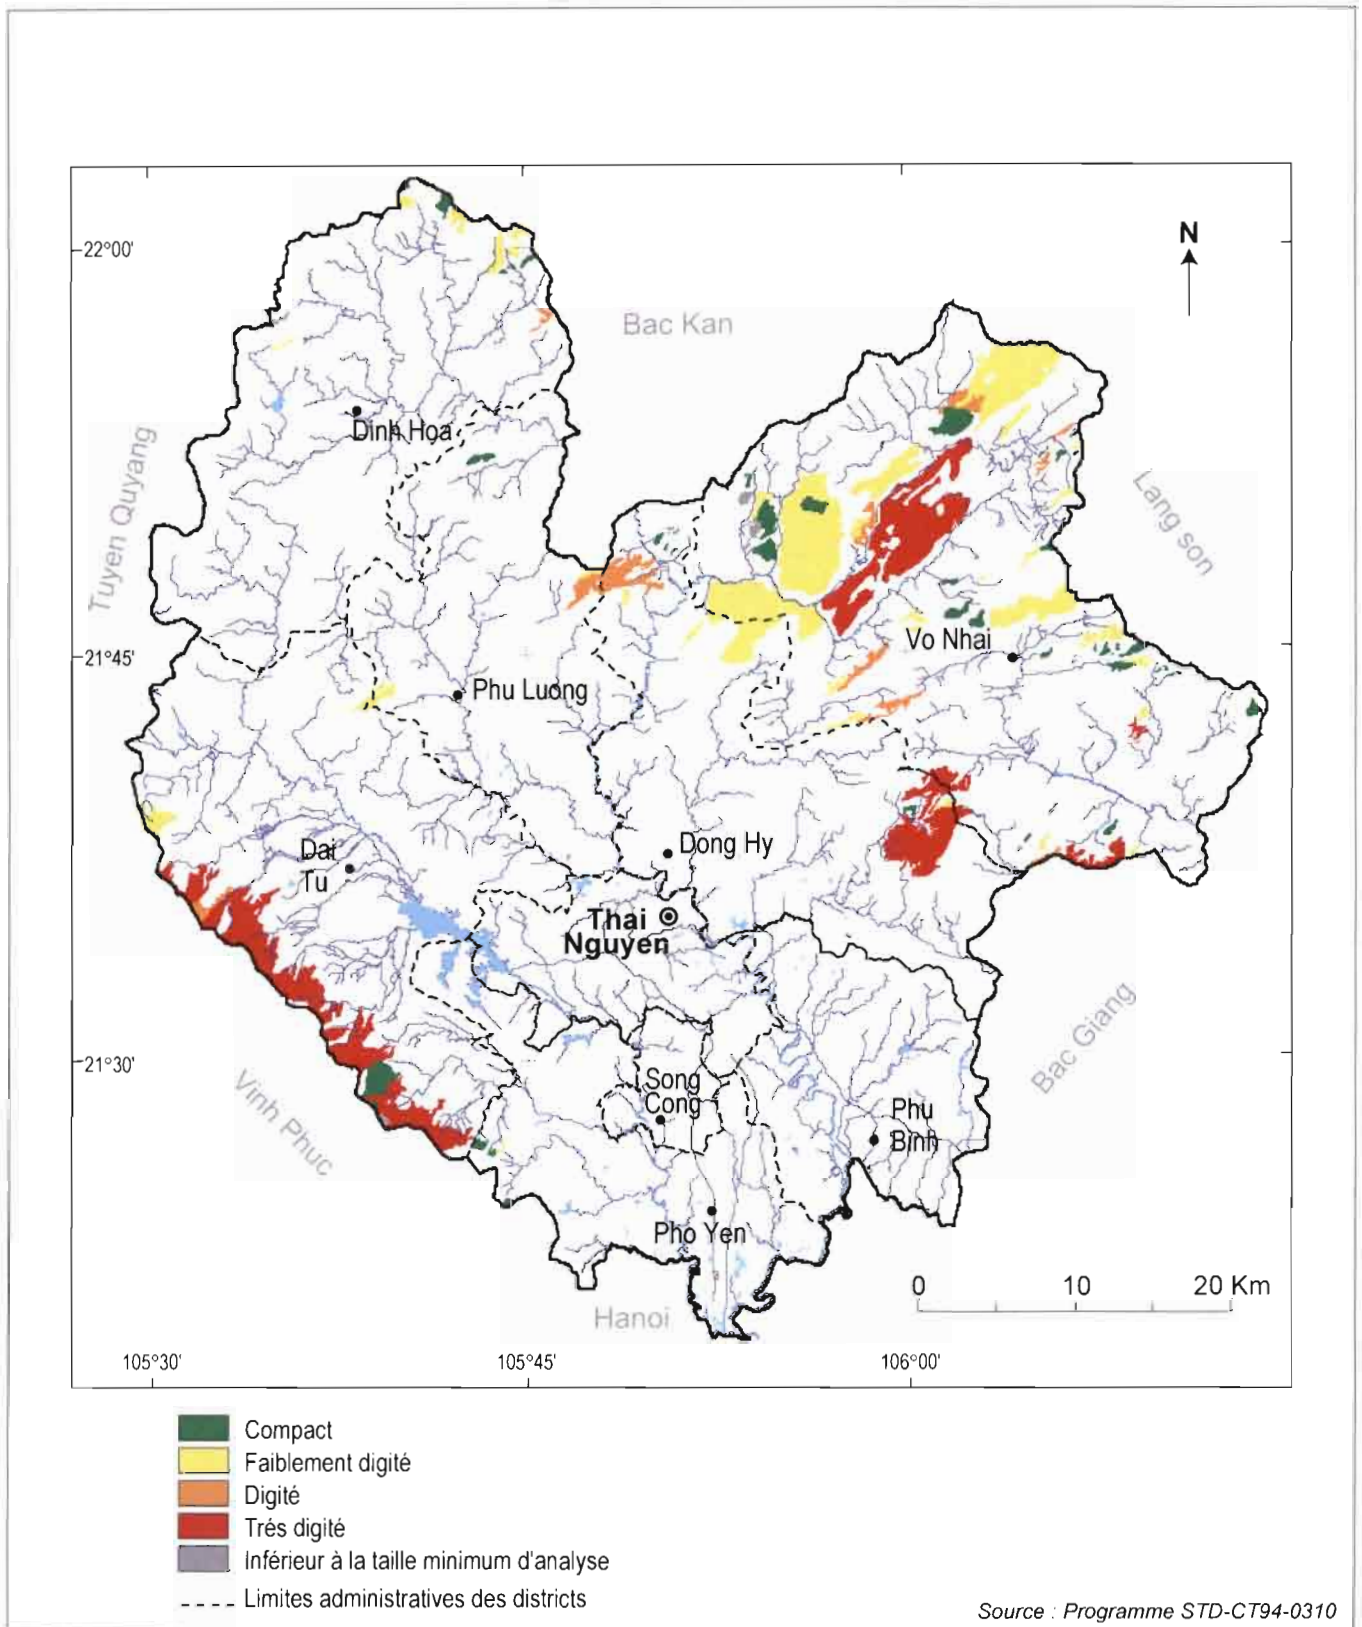 N
22°00'
Bac Kan
Dinh Hoa
Tuyen Quyang
Lang son
Vo Nhai
21°45'
Phu Luong
Dong Hy
Dai
Tu
Thai
Nguyen
Bac Giang
21°30'
Song
Cong
Vinh Phuc
Phu
Binh
Pho Yen
0 10 20 Km
Hanoi
105°30' 105°45' 106°00'
Compact
Faiblement digité
Digité
Trés digité
Inférieur à la taille minimum d'analyse
Limites administratives des districts
Source : Programme STD-CT94-0310